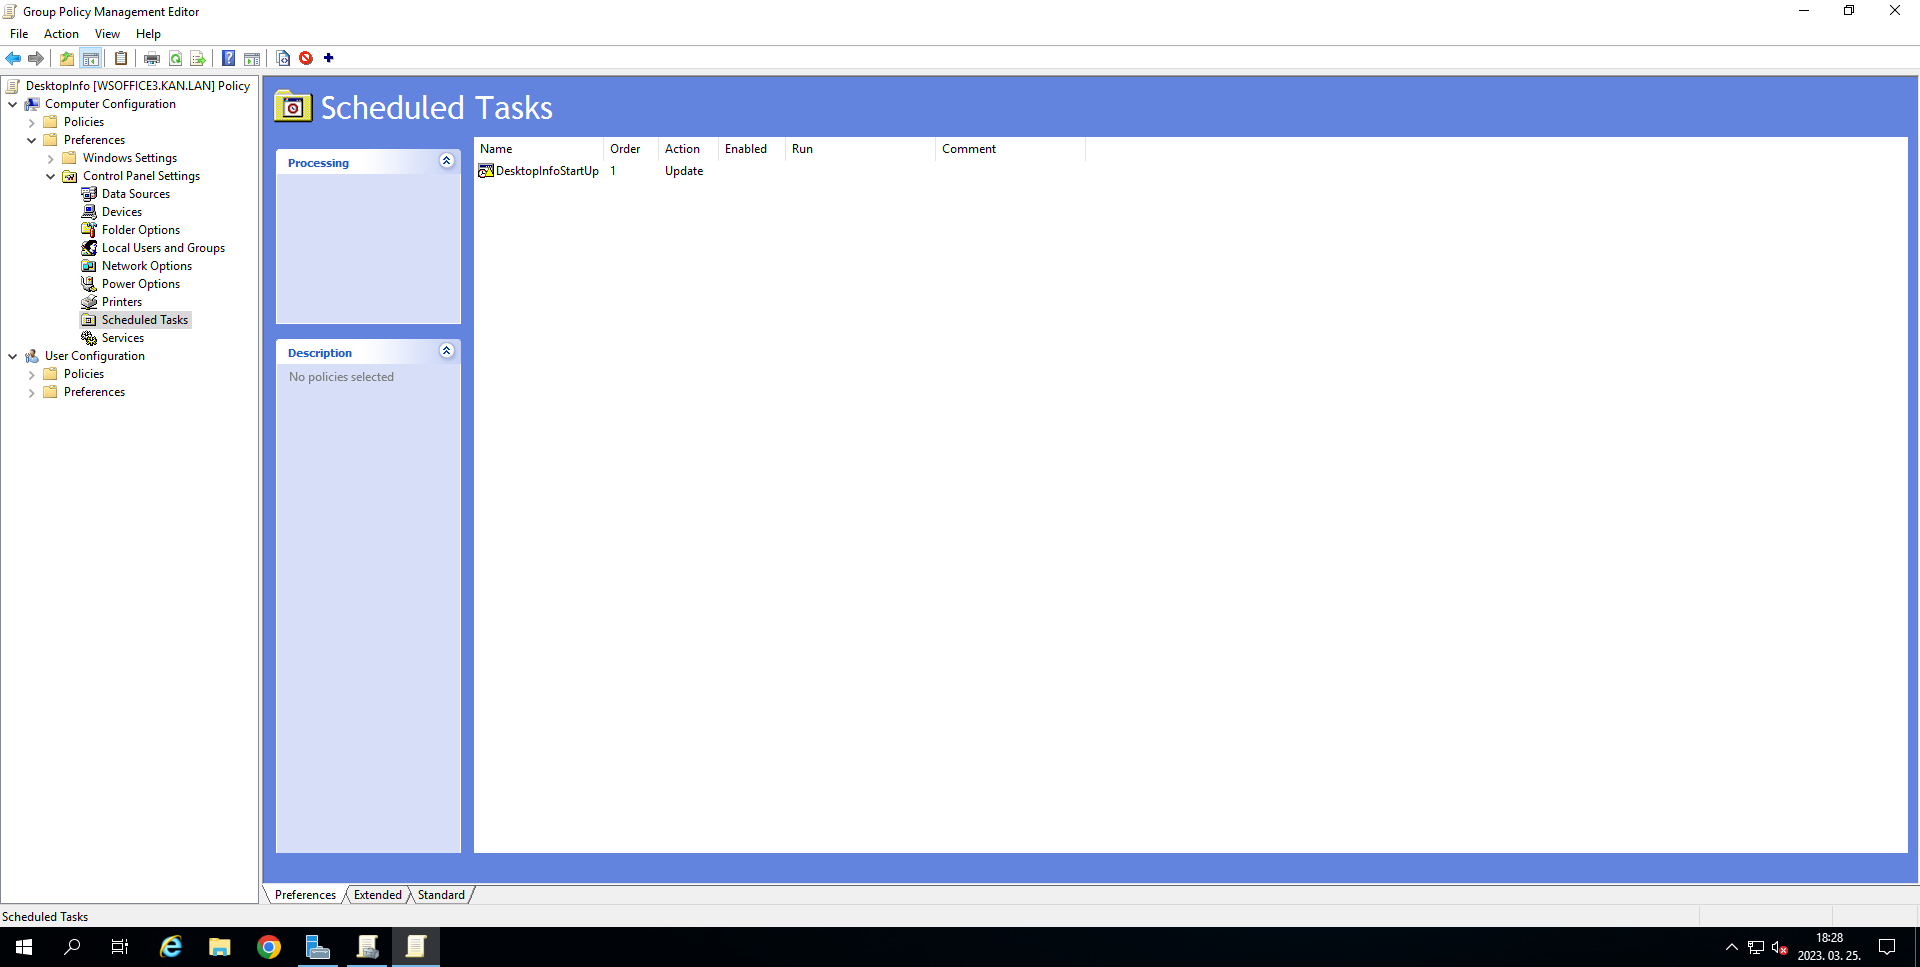 Group Policy Management Editor
File Action View Help
DesktopInfo [WSOFFICE3.KAN.LAN] Policy
Computer Configuration
Policies
Preferences
Windows Settings
Control Panel Settings
Data Sources
Devices
Folder Options
Local Users and Groups
Network Options
Power Options
Printers
Scheduled Tasks
Services
User Configuration
Policies
Preferences
Scheduled Tasks
Processing
Description
No policies selected
Name Order Action Enabled Run Comment
DesktopInfoStartUp 1 Update
Preferences Extended Standard
Scheduled Tasks
18:28
2023. 03. 25.